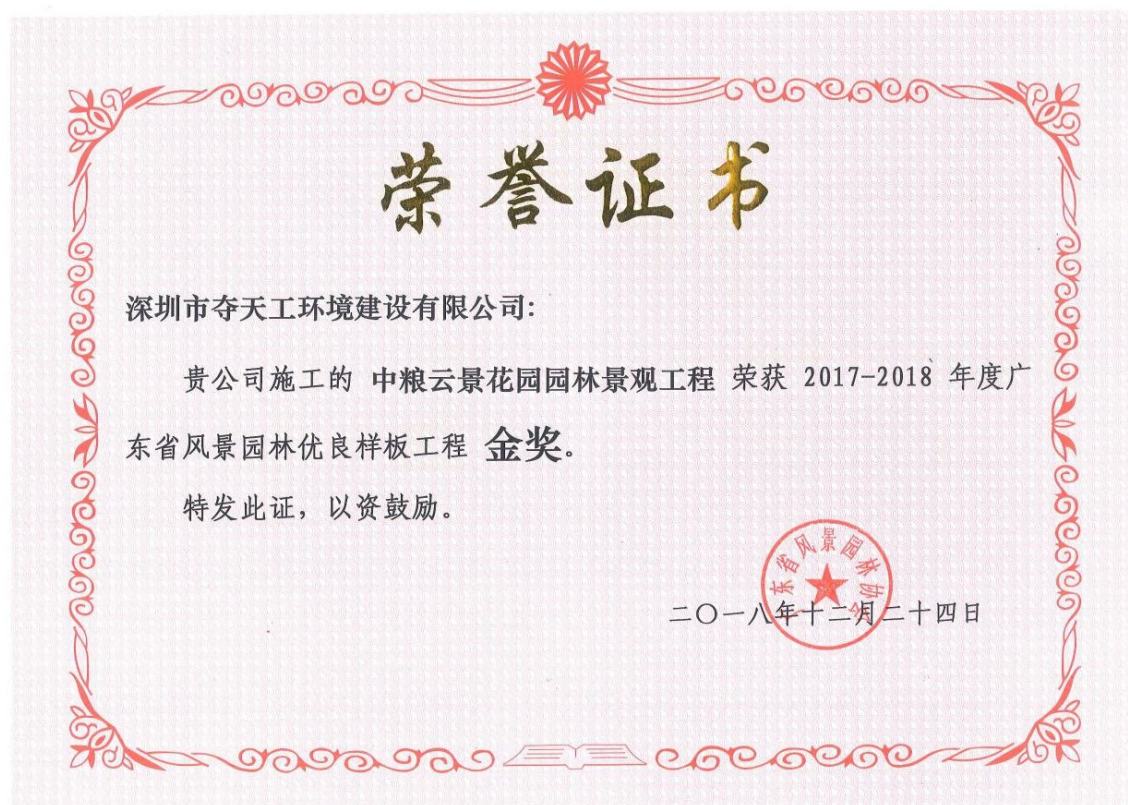 荣誉证书
深圳市夺天工环境建设有限公司:
贵公司施工的 中粮云景花园园林景观工程 荣获 2017-2018 年度广
东省风景园林优良样板工程 金奖。
特发此证，以资鼓励。
广东省风景园林协会
二〇一八年十二月二十四日